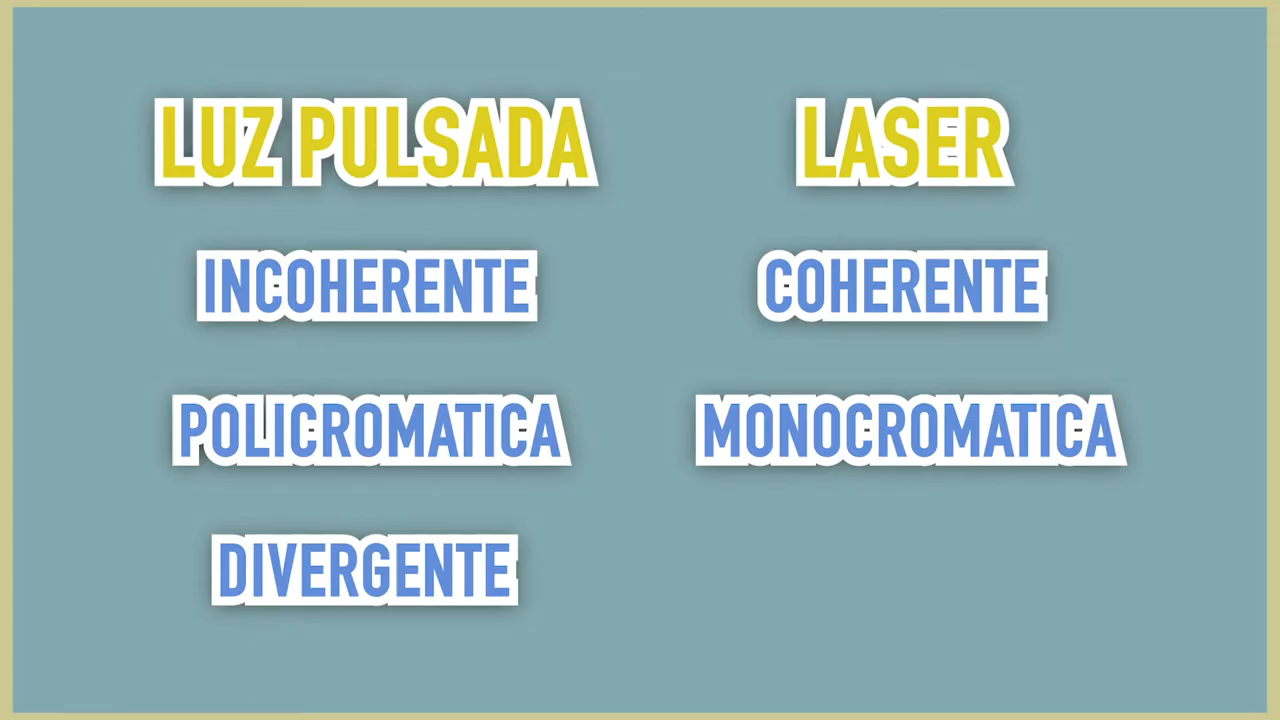 LUZ PULSADA
LASER
INCOHERENTE
COHERENTE
POLICROMATICA
MONOCROMATICA
DIVERGENTE